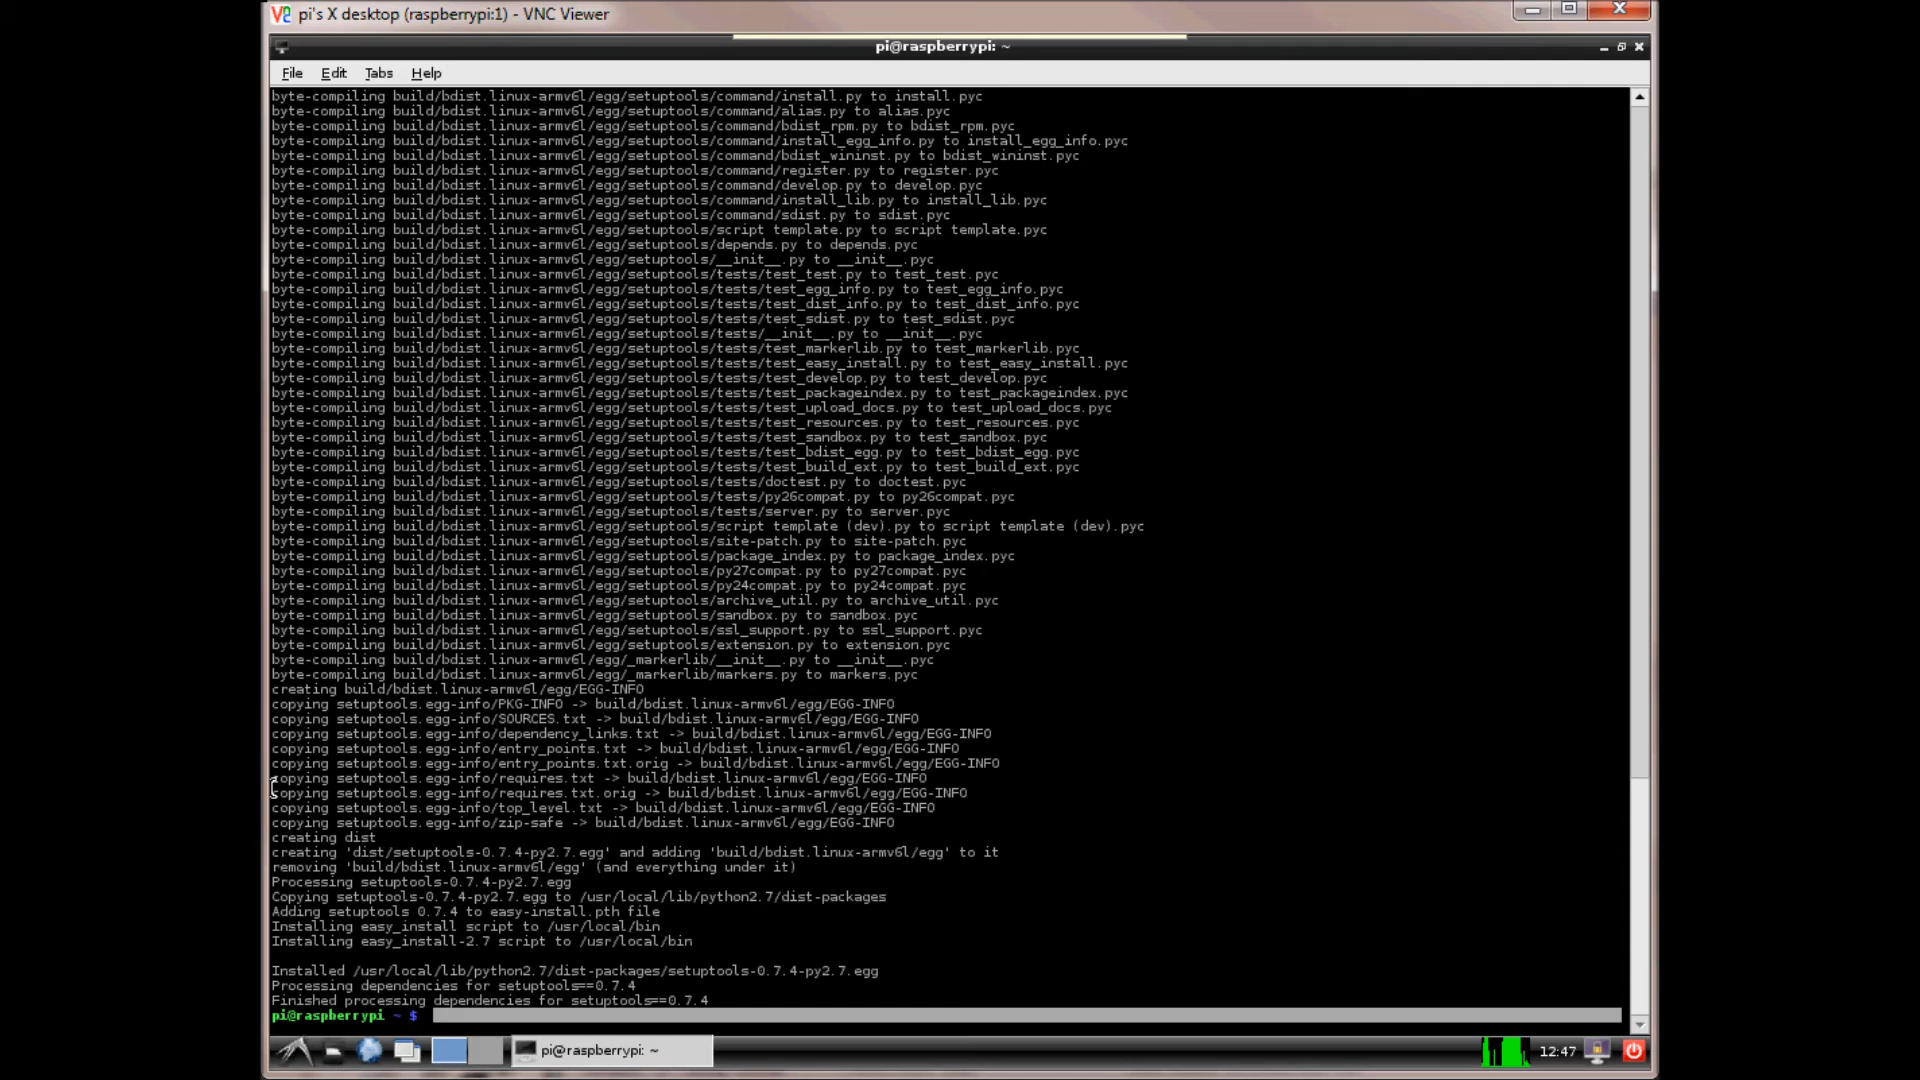 pi's X desktop (raspberrypi:1) - VNC Viewer
pi@raspberrypi: ~
File Edit Tabs Help
byte-compiling build/bdist.linux-armv6l/egg/setuptools/command/install.py to install.pyc
byte-compiling build/bdist.linux-armv6l/egg/setuptools/command/alias.py to alias.pyc
byte-compiling build/bdist.linux-armv6l/egg/setuptools/command/bdist_rpm.py to bdist_rpm.pyc
byte-compiling build/bdist.linux-armv6l/egg/setuptools/command/install_egg_info.py to install_egg_info.pyc
byte-compiling build/bdist.linux-armv6l/egg/setuptools/command/bdist_wininst.py to bdist_wininst.pyc
byte-compiling build/bdist.linux-armv6l/egg/setuptools/command/register.py to register.pyc
byte-compiling build/bdist.linux-armv6l/egg/setuptools/command/develop.py to develop.pyc
byte-compiling build/bdist.linux-armv6l/egg/setuptools/command/install_lib.py to install_lib.pyc
byte-compiling build/bdist.linux-armv6l/egg/setuptools/command/sdist.py to sdist.pyc
byte-compiling build/bdist.linux-armv6l/egg/setuptools/script template.py to script template.pyc
byte-compiling build/bdist.linux-armv6l/egg/setuptools/depends.py to depends.pyc
byte-compiling build/bdist.linux-armv6l/egg/setuptools/__init__.py to __init__.pyc
byte-compiling build/bdist.linux-armv6l/egg/setuptools/tests/test_test.py to test_test.pyc
byte-compiling build/bdist.linux-armv6l/egg/setuptools/tests/test_egg_info.py to test_egg_info.pyc
byte-compiling build/bdist.linux-armv6l/egg/setuptools/tests/test_dist_info.py to test_dist_info.pyc
byte-compiling build/bdist.linux-armv6l/egg/setuptools/tests/test_sdist.py to test_sdist.pyc
byte-compiling build/bdist.linux-armv6l/egg/setuptools/tests/__init__.py to __init__.pyc
byte-compiling build/bdist.linux-armv6l/egg/setuptools/tests/test_markerlib.py to test_markerlib.pyc
byte-compiling build/bdist.linux-armv6l/egg/setuptools/tests/test_easy_install.py to test_easy_install.pyc
byte-compiling build/bdist.linux-armv6l/egg/setuptools/tests/test_develop.py to test_develop.pyc
byte-compiling build/bdist.linux-armv6l/egg/setuptools/tests/test_packageindex.py to test_packageindex.pyc
byte-compiling build/bdist.linux-armv6l/egg/setuptools/tests/test_upload_docs.py to test_upload_docs.pyc
byte-compiling build/bdist.linux-armv6l/egg/setuptools/tests/test_resources.py to test_resources.pyc
byte-compiling build/bdist.linux-armv6l/egg/setuptools/tests/test_sandbox.py to test_sandbox.pyc
byte-compiling build/bdist.linux-armv6l/egg/setuptools/tests/test_bdist_egg.py to test_bdist_egg.pyc
byte-compiling build/bdist.linux-armv6l/egg/setuptools/tests/test_build_ext.py to test_build_ext.pyc
byte-compiling build/bdist.linux-armv6l/egg/setuptools/tests/doctest.py to doctest.pyc
byte-compiling build/bdist.linux-armv6l/egg/setuptools/tests/py26compat.py to py26compat.pyc
byte-compiling build/bdist.linux-armv6l/egg/setuptools/tests/server.py to server.pyc
byte-compiling build/bdist.linux-armv6l/egg/setuptools/script template (dev).py to script template (dev).pyc
byte-compiling build/bdist.linux-armv6l/egg/setuptools/site-patch.py to site-patch.pyc
byte-compiling build/bdist.linux-armv6l/egg/setuptools/package_index.py to package_index.pyc
byte-compiling build/bdist.linux-armv6l/egg/setuptools/py27compat.py to py27compat.pyc
byte-compiling build/bdist.linux-armv6l/egg/setuptools/py24compat.py to py24compat.pyc
byte-compiling build/bdist.linux-armv6l/egg/setuptools/archive_util.py to archive_util.pyc
byte-compiling build/bdist.linux-armv6l/egg/setuptools/sandbox.py to sandbox.pyc
byte-compiling build/bdist.linux-armv6l/egg/setuptools/ssl_support.py to ssl_support.pyc
byte-compiling build/bdist.linux-armv6l/egg/setuptools/extension.py to extension.pyc
byte-compiling build/bdist.linux-armv6l/egg/_markerlib/__init__.py to __init__.pyc
byte-compiling build/bdist.linux-armv6l/egg/_markerlib/markers.py to markers.pyc
creating build/bdist.linux-armv6l/egg/EGG-INFO
copying setuptools.egg-info/PKG-INFO -> build/bdist.linux-armv6l/egg/EGG-INFO
copying setuptools.egg-info/SOURCES.txt -> build/bdist.linux-armv6l/egg/EGG-INFO
copying setuptools.egg-info/dependency_links.txt -> build/bdist.linux-armv6l/egg/EGG-INFO
copying setuptools.egg-info/entry_points.txt -> build/bdist.linux-armv6l/egg/EGG-INFO
copying setuptools.egg-info/entry_points.txt.orig -> build/bdist.linux-armv6l/egg/EGG-INFO
copying setuptools.egg-info/requires.txt -> build/bdist.linux-armv6l/egg/EGG-INFO
copying setuptools.egg-info/requires.txt.orig -> build/bdist.linux-armv6l/egg/EGG-INFO
copying setuptools.egg-info/top_level.txt -> build/bdist.linux-armv6l/egg/EGG-INFO
copying setuptools.egg-info/zip-safe -> build/bdist.linux-armv6l/egg/EGG-INFO
creating dist
creating 'dist/setuptools-0.7.4-py2.7.egg' and adding 'build/bdist.linux-armv6l/egg' to it
removing 'build/bdist.linux-armv6l/egg' (and everything under it)
Processing setuptools-0.7.4-py2.7.egg
Copying setuptools-0.7.4-py2.7.egg to /usr/local/lib/python2.7/dist-packages
Adding setuptools 0.7.4 to easy-install.pth file
Installing easy_install script to /usr/local/bin
Installing easy_install-2.7 script to /usr/local/bin
Installed /usr/local/lib/python2.7/dist-packages/setuptools-0.7.4-py2.7.egg
Processing dependencies for setuptools==0.7.4
Finished processing dependencies for setuptools==0.7.4
pi@raspberrypi ~ $
pi@raspberrypi: ~ 12:47